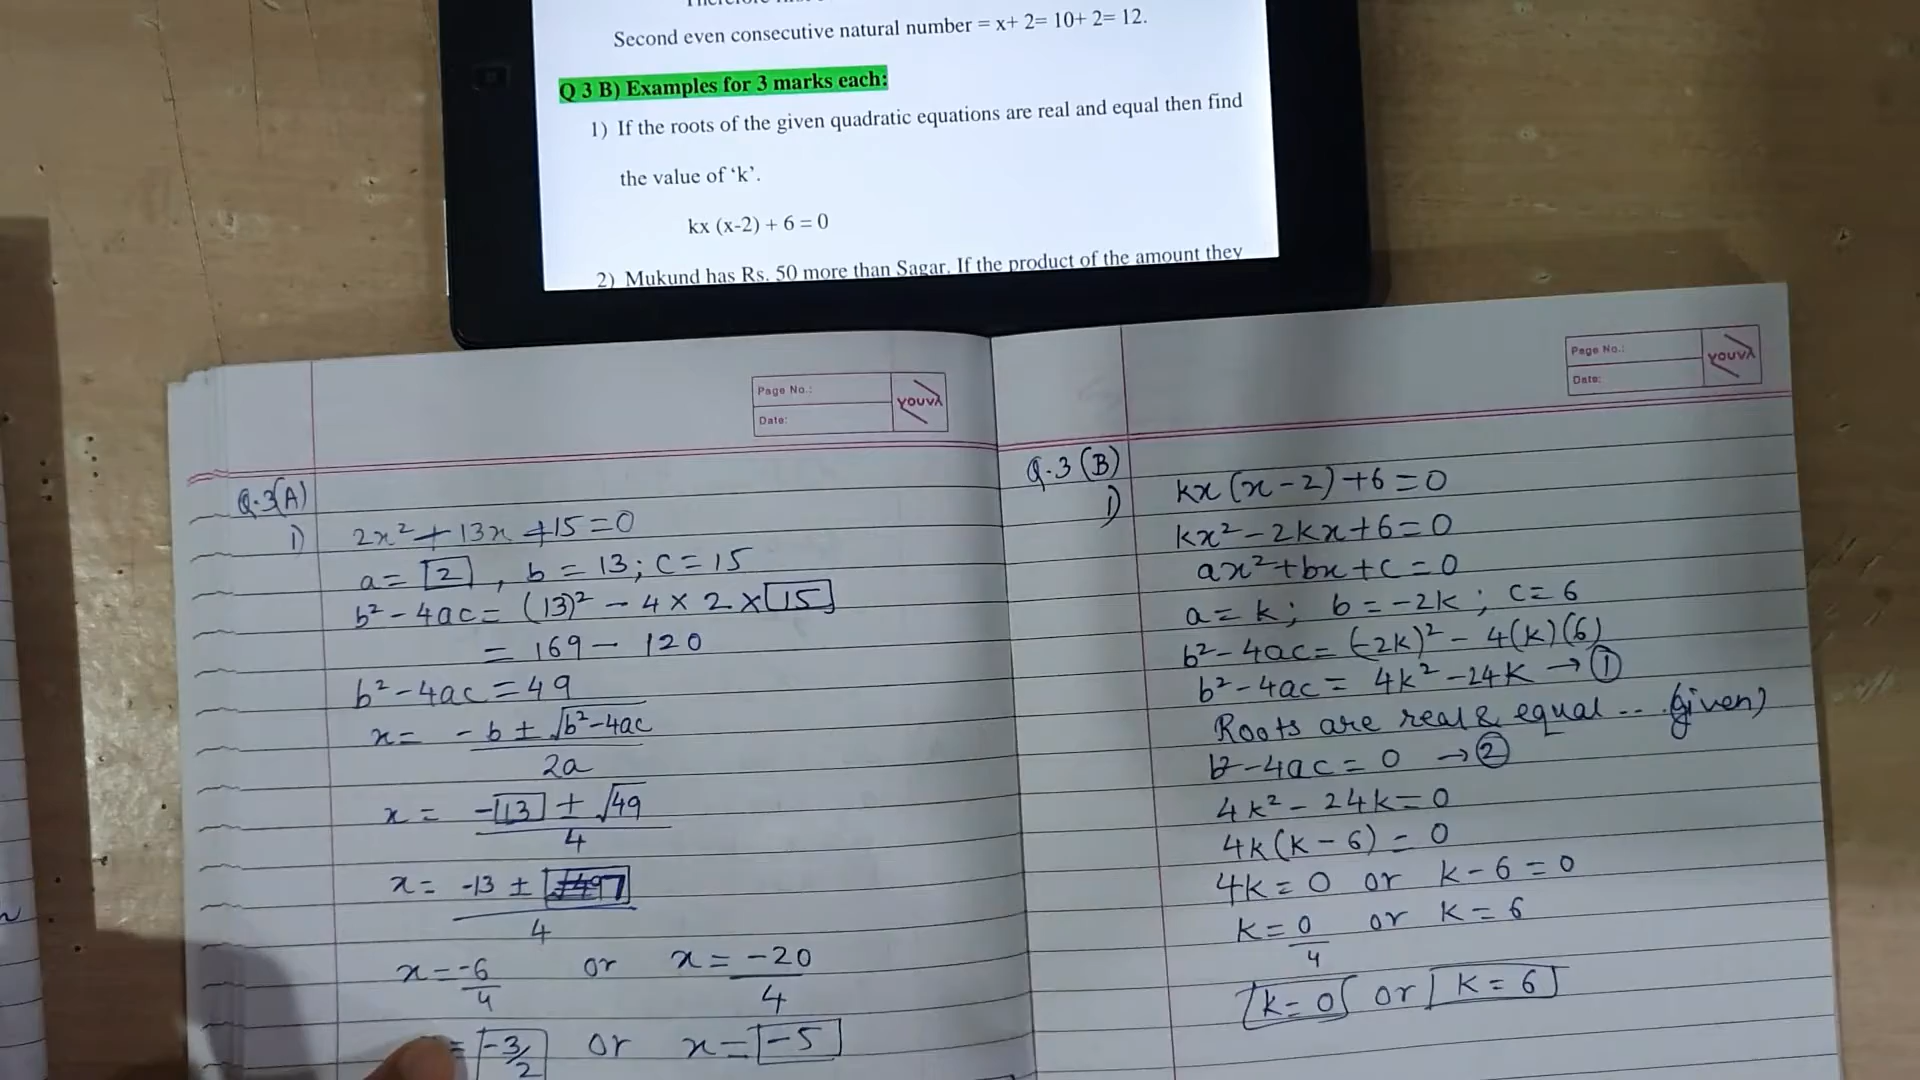 Second even consecutive natural number = x+ 2= 10+ 2= 12.
Q 3 B) Examples for 3 marks each:
1) If the roots of the given quadratic equations are real and equal then find
the value of ‘k’.
kx (x-2) + 6 = 0
2) Mukund has Rs. 50 more than Sagar. If the product of the amount they
Page No.:
Date:
YOUVA
Q.3(A)
1) 2x² + 13x + 15 = 0
a = 2 , b = 13 ; c = 15
b² - 4ac = (13)² - 4 × 2 × 15
= 169 - 120
b² - 4ac = 49
x = -b ± √b²-4ac
2a
x = -13 ± √49
4
x = -13 ± 7
4
x = -6/4 or x = -20/4
= -3/2 or x = -5
Page No.:
Date:
YOUVA
Q.3 (B)
1) kx (x - 2) + 6 = 0
kx² - 2kx + 6 = 0
ax² + bx + c = 0
a = k ; b = -2k ; c = 6
b² - 4ac = (-2k)² - 4(k)(6)
b² - 4ac = 4k² - 24k → ①
Roots are real & equal ... (given)
b² - 4ac = 0 → ②
4k² - 24k = 0
4k(k - 6) = 0
4k = 0 or k - 6 = 0
k = 0/4 or k = 6
k = 0 or k = 6